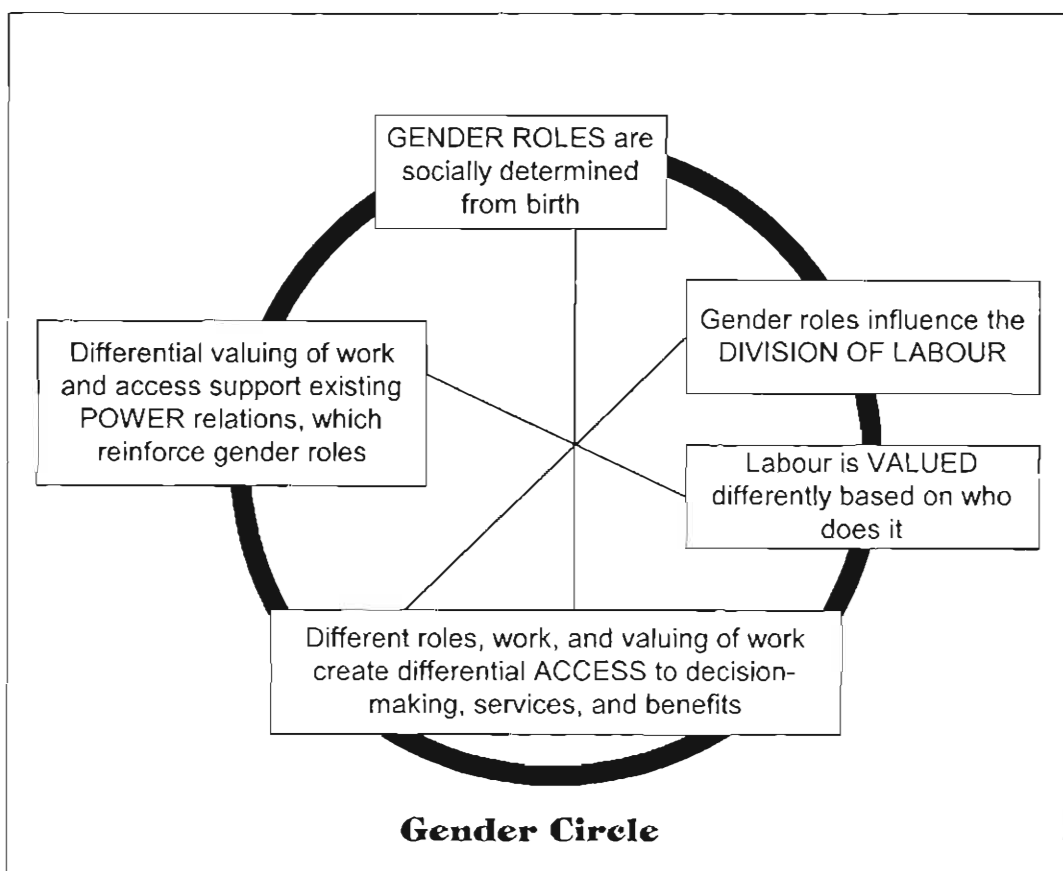 GENDER ROLES are
socially determined
from birth
Gender roles influence the
DIVISION OF LABOUR
Labour is VALUED
differently based on who
does it
Different roles, work, and valuing of work
create differential ACCESS to decision-
making, services, and benefits
Differential valuing of work
and access support existing
POWER relations, which
reinforce gender roles
Gender Circle